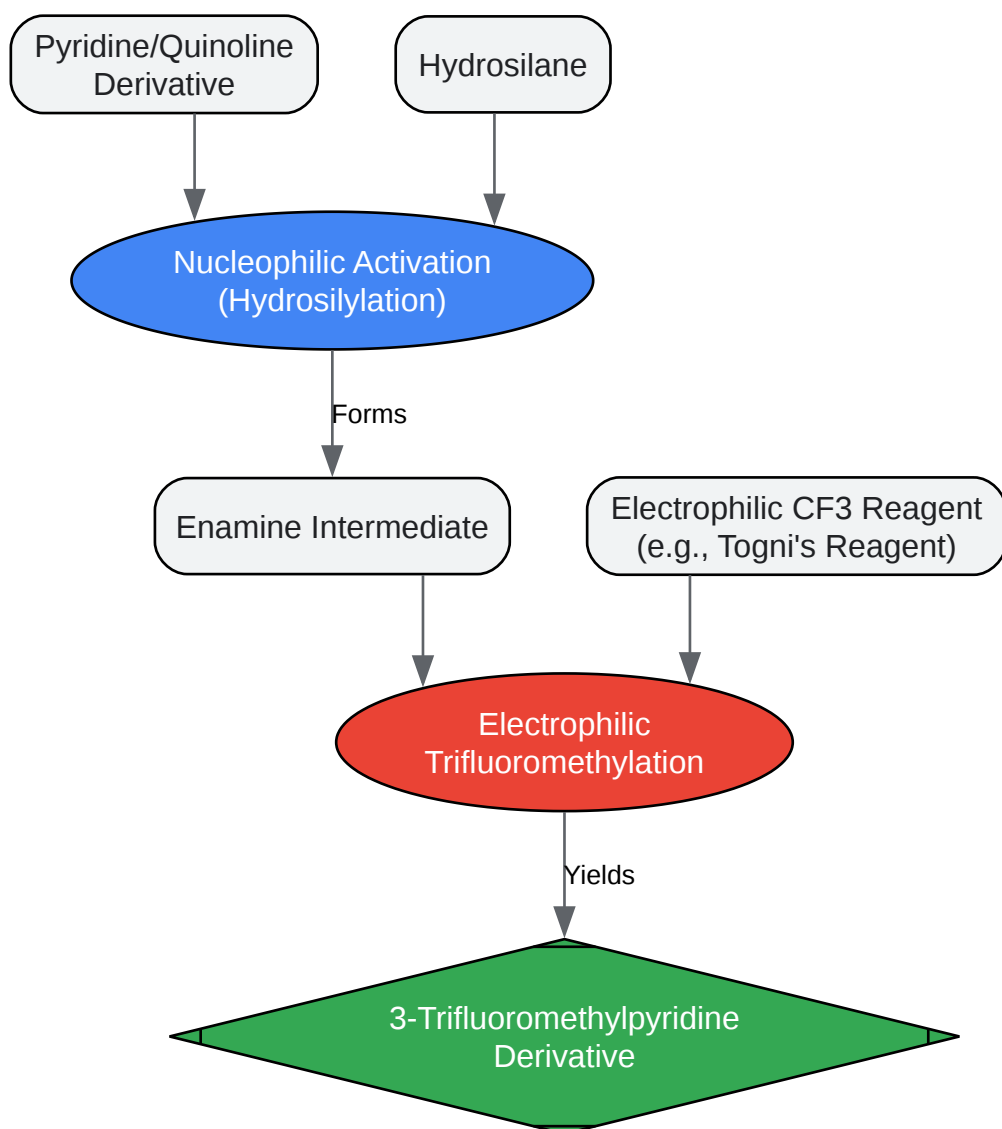 Pyridine/Quinoline
Derivative
Hydrosilane
Nucleophilic Activation
(Hydrosilylation)
Forms
Enamine Intermediate
Electrophilic CF3 Reagent
(e.g., Togni's Reagent)
Electrophilic
Trifluoromethylation
Yields
3-Trifluoromethylpyridine
Derivative